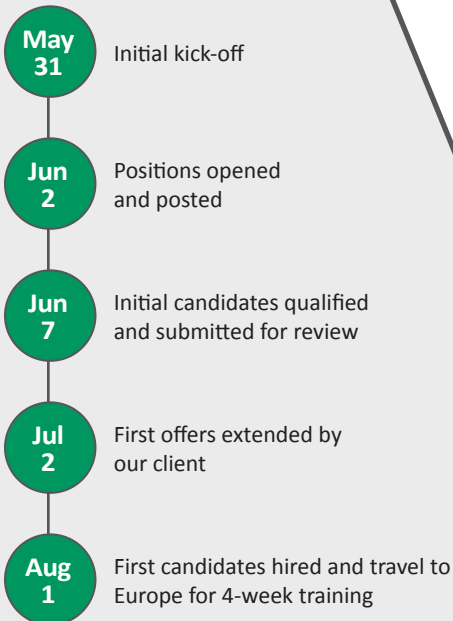 May
31
Initial kick-off
Jun
2
Positions opened
and posted
Jun
7
Initial candidates qualified
and submitted for review
Jul
2
First offers extended by
our client
Aug
1
First candidates hired and travel to
Europe for 4-week training